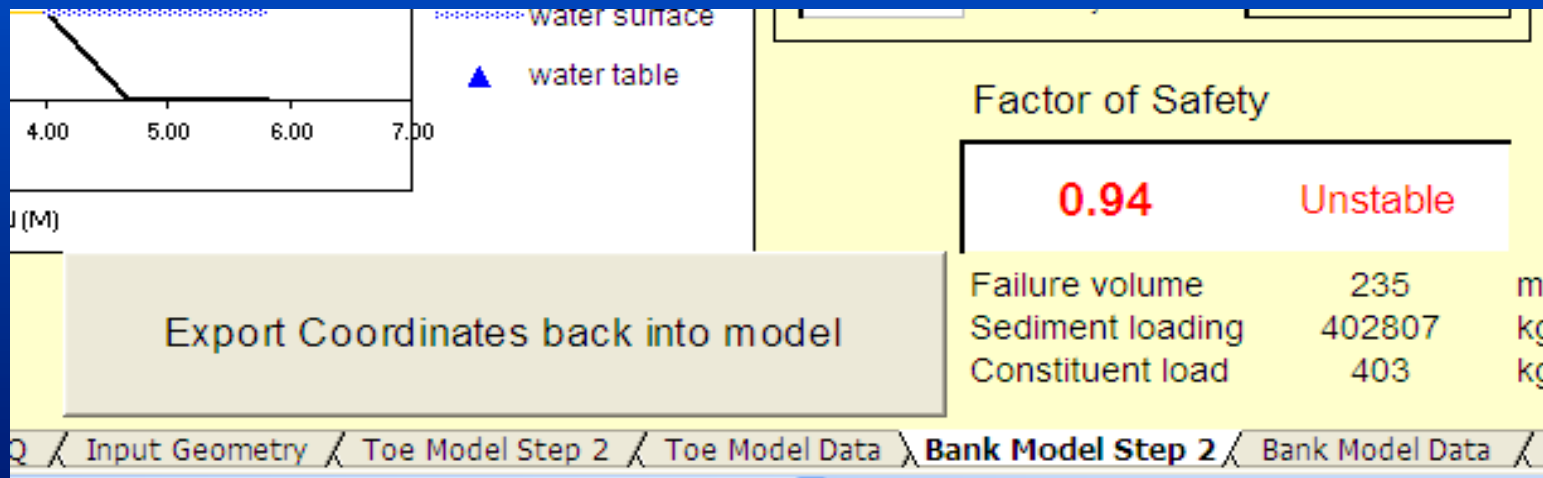 water surface
water table
4.00 5.00 6.00 7.00
(M)
Factor of Safety
0.94 Unstable
Failure volume 235 m
Sediment loading 402807 kg
Constituent load 403 kg
Export Coordinates back into model
Q Input Geometry Toe Model Step 2 Toe Model Data Bank Model Step 2 Bank Model Data